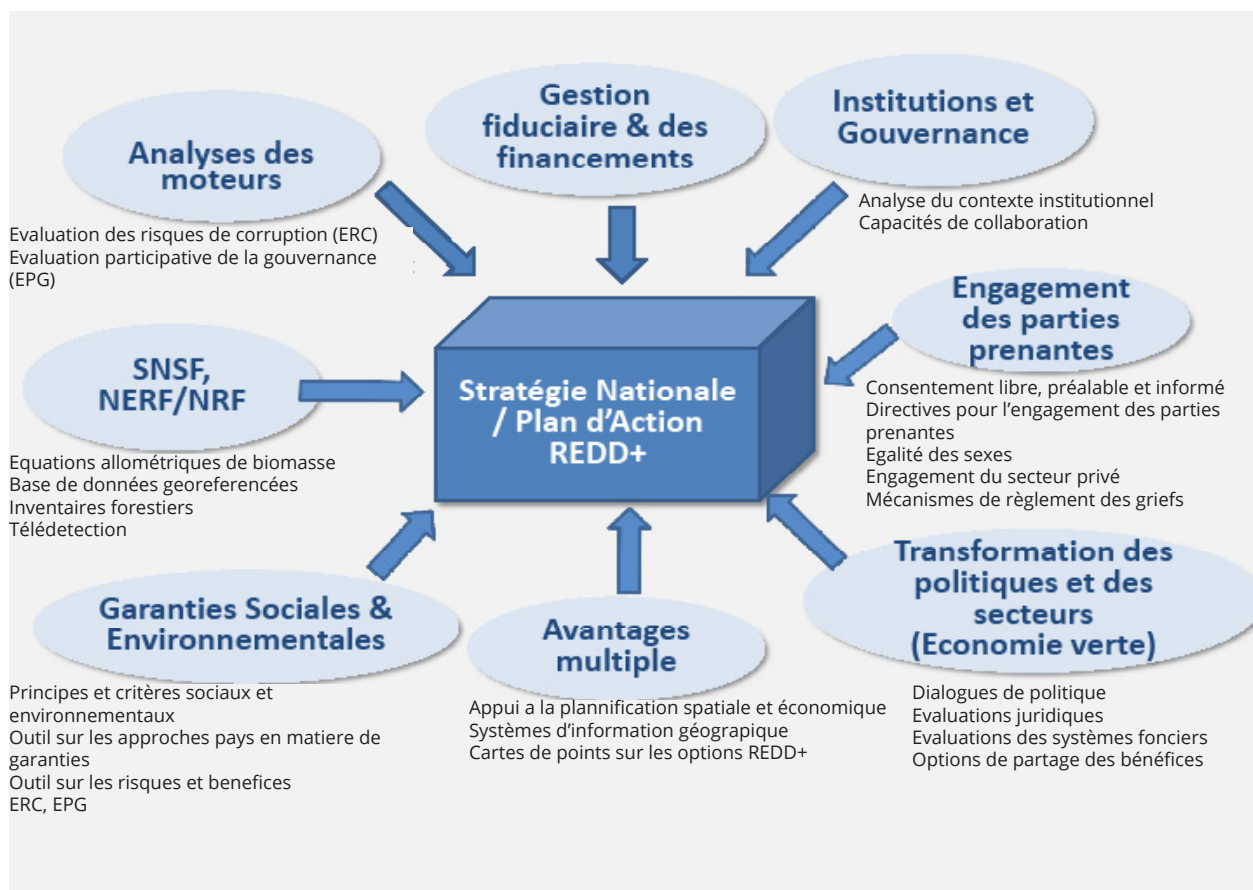 Gestion
fiduciaire & des
financements
Institutions et
Gouvernance
Analyses des
moteurs
Analyse du contexte institutionnel
Capacités de collaboration
Evaluation des risques de corruption (ERC)
Evaluation participative de la gouvernance
(EPG)
Engagement
des parties
prenantes
SNSF,
NERF/NRF
Stratégie Nationale
/ Plan d’Action
REDD+
Consentement libre, préalable et informé
Directives pour l’engagement des parties
prenantes
Egalité des sexes
Engagement du secteur privé
Mécanismes de règlement des griefs
Equations allométriques de biomasse
Base de données georeferencées
Inventaires forestiers
Télédetection
Transformation des
politiques et des
secteurs
(Economie verte)
Garanties Sociales &
Environnementales
Avantages
multiple
Principes et critères sociaux et
environnementaux
Outil sur les approches pays en matiere de
garanties
Outil sur les risques et benefices
ERC, EPG
Appui a la plannification spatiale et économique
Systèmes d’information géograpique
Cartes de points sur les options REDD+
Dialogues de politique
Evaluations juridiques
Evaluations des systèmes fonciers
Options de partage des bénéfices